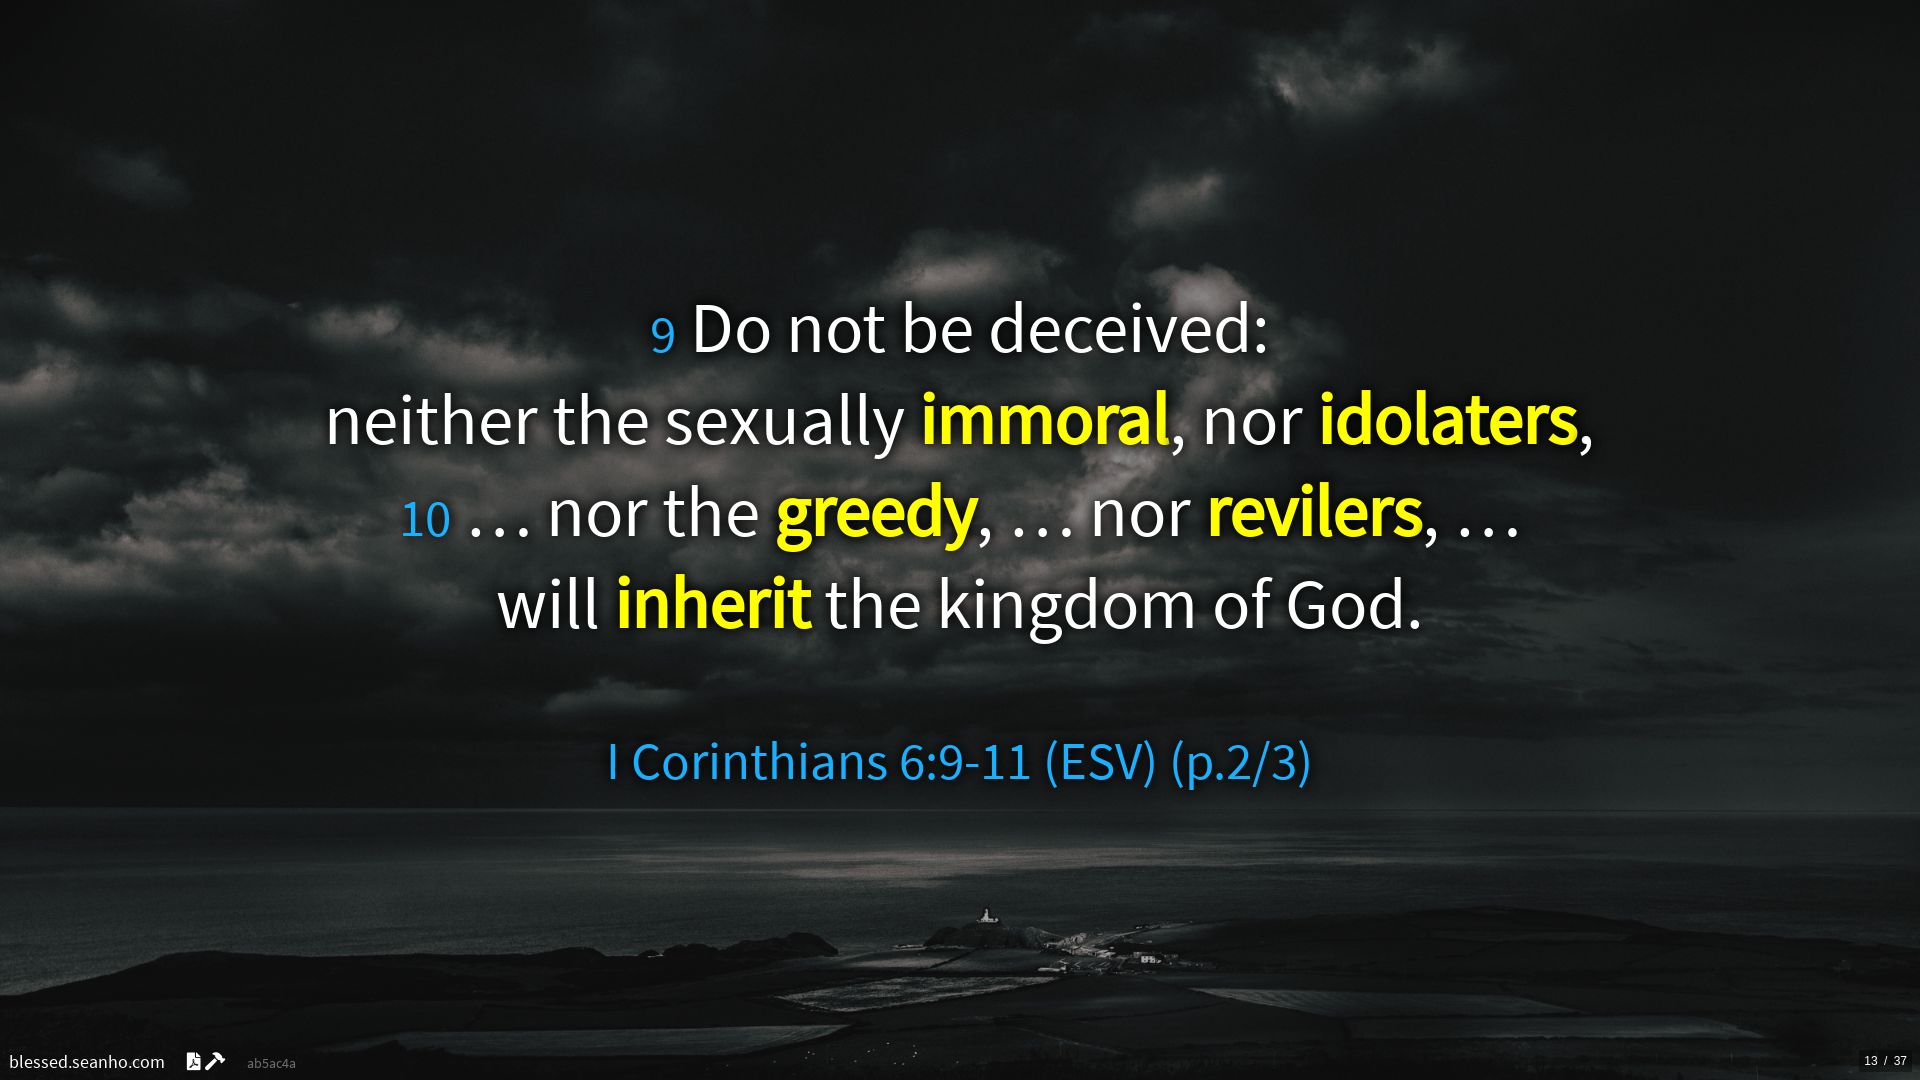 9 Do not be deceived:
neither the sexually immoral, nor idolaters,
10 … nor the greedy, … nor revilers, …
will inherit the kingdom of God.
I Corinthians 6:9-11 (ESV) (p.2/3)
blessed.seanho.com ab5ac4a
13 / 37